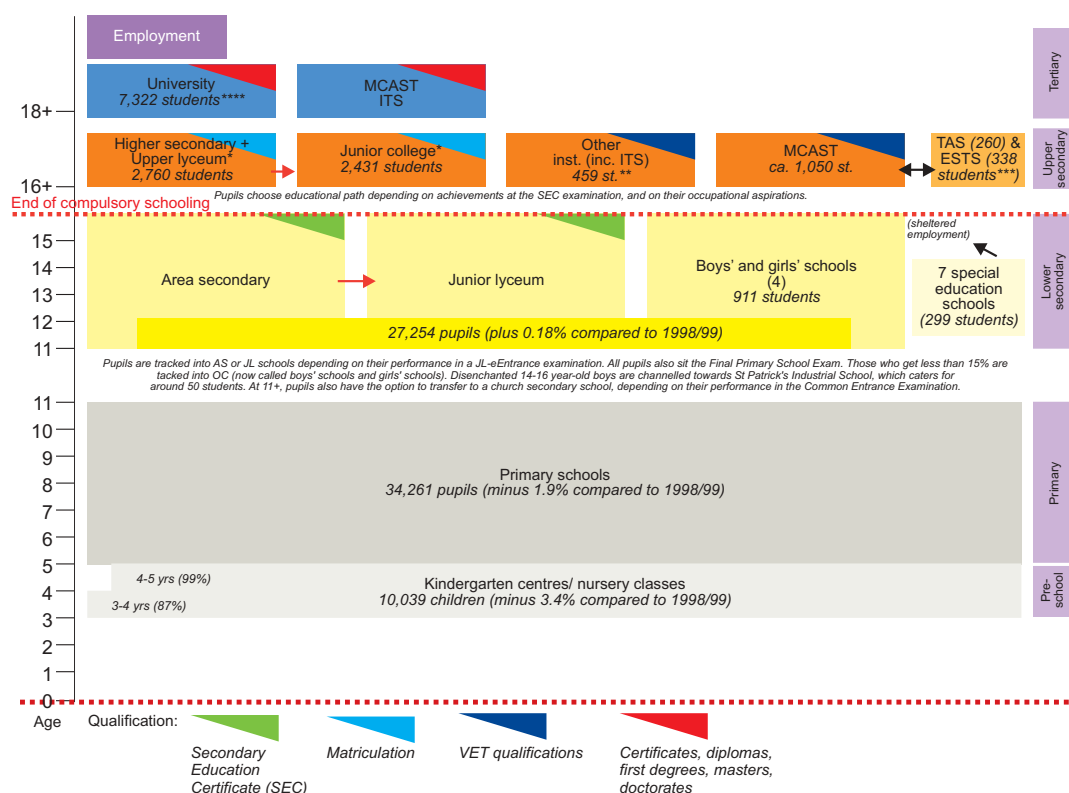 Employment
University
7,322 students****
MCAST
ITS
Tertiary
18+
Higher secondary +
Upper lyceum*
2,760 students
Junior college*
2,431 students
Other
inst. (inc. ITS)
459 st.**
MCAST
ca. 1,050 st.
TAS (260) &
ESTS (338
students***)
Upper
secondary
16+
Pupils choose educational path depending on achievements at the SEC examination, and on their occupational aspirations.
End of compulsory schooling
15
14
13
12
11
Area secondary
Junior lyceum
Boys' and girls' schools
(4)
911 students
(sheltered
employment)
7 special
education
schools
(299 students)
Lower
secondary
27,254 pupils (plus 0.18% compared to 1998/99)
Pupils are tracked into AS or JL schools depending on their performance in a JL-eEntrance examination. All pupils also sit the Final Primary School Exam. Those who get less than 15% are
tacked into OC (now called boys' schools and girls' schools). Disenchanted 14-16 year-old boys are channelled towards St Patrick's Industrial School, which caters for
around 50 students. At 11+, pupils also have the option to transfer to a church secondary school, depending on their performance in the Common Entrance Examination.
11
10
9
8
7
6
5
4
3
2
1
0
Primary schools
34,261 pupils (minus 1.9% compared to 1998/99)
Primary
4-5 yrs (99%)
3-4 yrs (87%)
Kindergarten centres/ nursery classes
10,039 children (minus 3.4% compared to 1998/99)
Pre-
school
Age
Qualification:
Secondary
Education
Certificate (SEC)
Matriculation
VET qualifications
Certificates, diplomas,
first degrees, masters,
doctorates